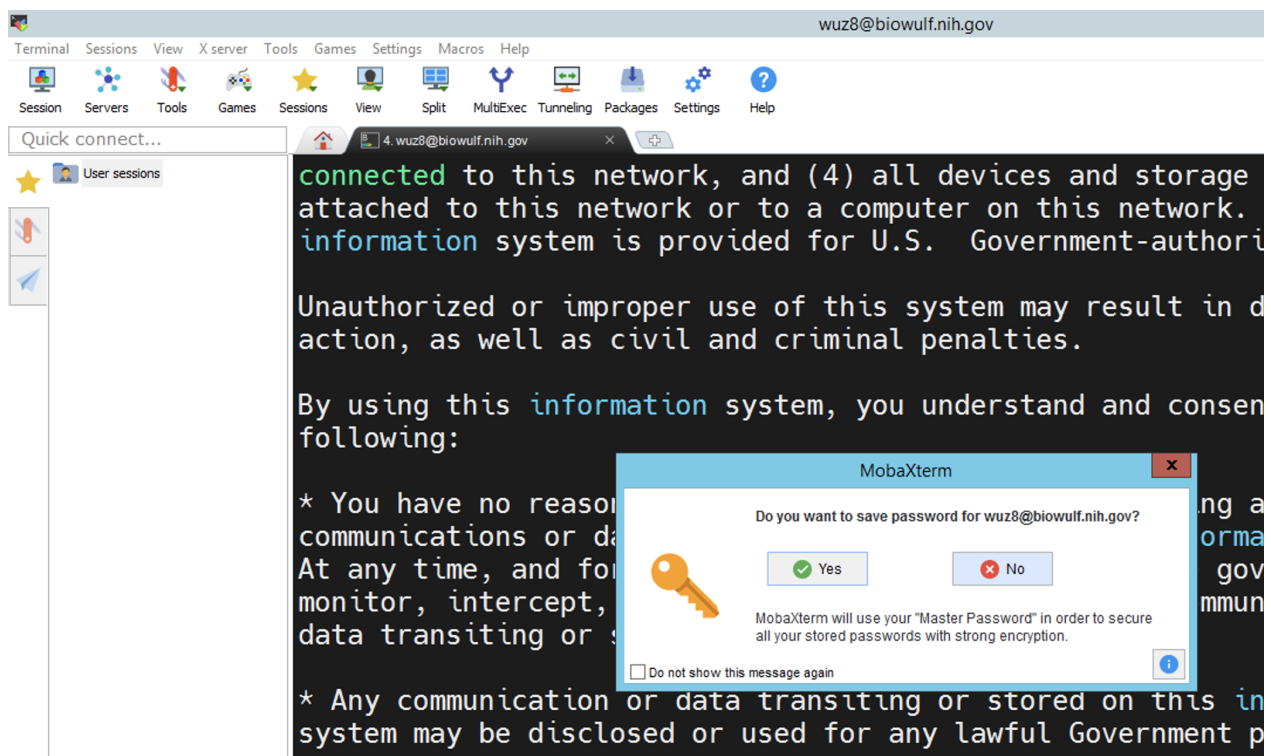 wuz8@biowulf.nih.gov
Terminal Sessions View X server Tools Games Settings Macros Help
Session Servers Tools Games Sessions View Split MultiExec Tunneling Packages Settings Help
Quick connect...
4. wuz8@biowulf.nih.gov
User sessions
connected to this network, and (4) all devices and storage
attached to this network or to a computer on this network.
information system is provided for U.S. Government-authori
Unauthorized or improper use of this system may result in d
action, as well as civil and criminal penalties.
By using this information system, you understand and consen
following:
* You have no reason ng a
communications or da orma
At any time, and for gov
monitor, intercept, mmun
data transiting or s
MobaXterm
x
Do you want to save password for wuz8@biowulf.nih.gov?
Yes No
MobaXterm will use your "Master Password" in order to secure
all your stored passwords with strong encryption.
Do not show this message again
* Any communication or data transiting or stored on this in
system may be disclosed or used for any lawful Government p